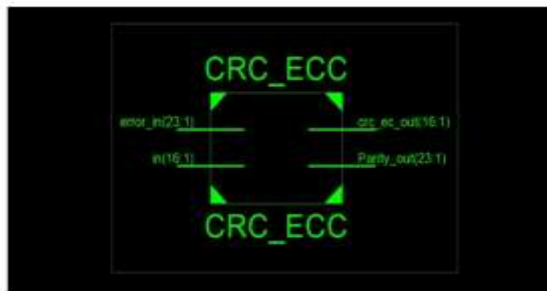 CRC_ECC
error_in(23:1)
crc_ec_out(16:1)
in(16:1)
Parity_out(23:1)
CRC_ECC